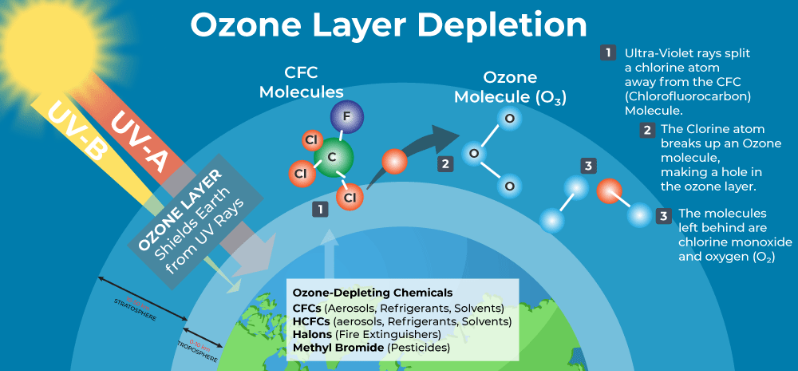 Ozone Layer Depletion
UV-B
UV-A
OZONE LAYER
Shields Earth
from UV Rays
STRATOSPHERE
TROPOSPHERE
CFC
Molecules
F
Cl
C
Cl
Cl
1
Ozone
Molecule (O₃)
2
O
O
O
3
1 Ultra-Violet rays split
a chlorine atom
away from the CFC
(Chlorofluorocarbon)
Molecule.
2 The Clorine atom
breaks up an Ozone
molecule,
making a hole in
the ozone layer.
3 The molecules
left behind are
chlorine monoxide
and oxygen (O₂)
Ozone-Depleting Chemicals
CFCs (Aerosols, Refrigerants, Solvents)
HCFCs (aerosols, Refrigerants, Solvents)
Halons (Fire Extinguishers)
Methyl Bromide (Pesticides)